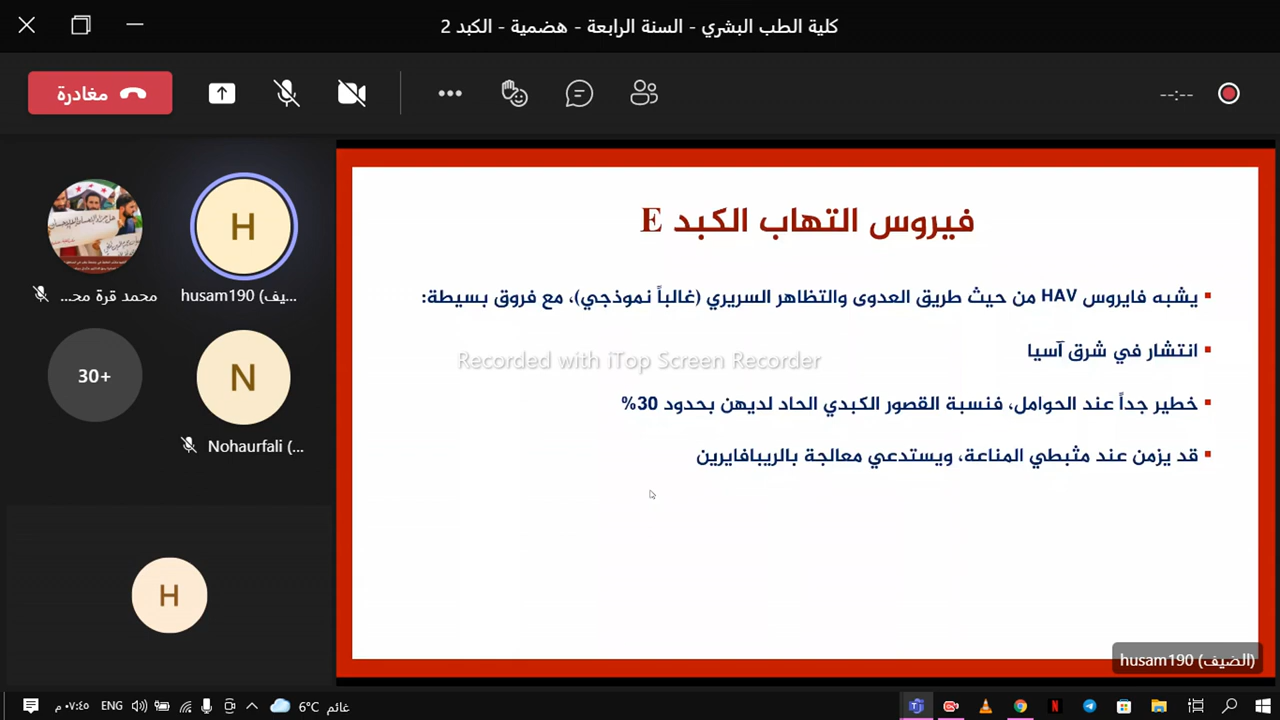 كلية الطب البشري - السنة الرابعة - هضمية - الكبد 2
مغادرة
--:--
محمد قرة مح...
H
husam190 (يف...
30+
N
Nohaurfali (...
H
فيروس التهاب الكبد E
يشبه فايروس HAV من حيث طريق العدوى والتظاهر السريري (غالباً نموذجي)، مع فروق بسيطة:
انتشار في شرق آسيا
خطير جداً عند الحوامل، فنسبة القصور الكبدي الحاد لديهن بحدود 30%
قد يزمن عند مثبطي المناعة، ويستدعي معالجة بالريبافايرين
Recorded with iTop Screen Recorder
husam190 (الضيف)
٠٧:٤٥ م
ENG
6°C غائم